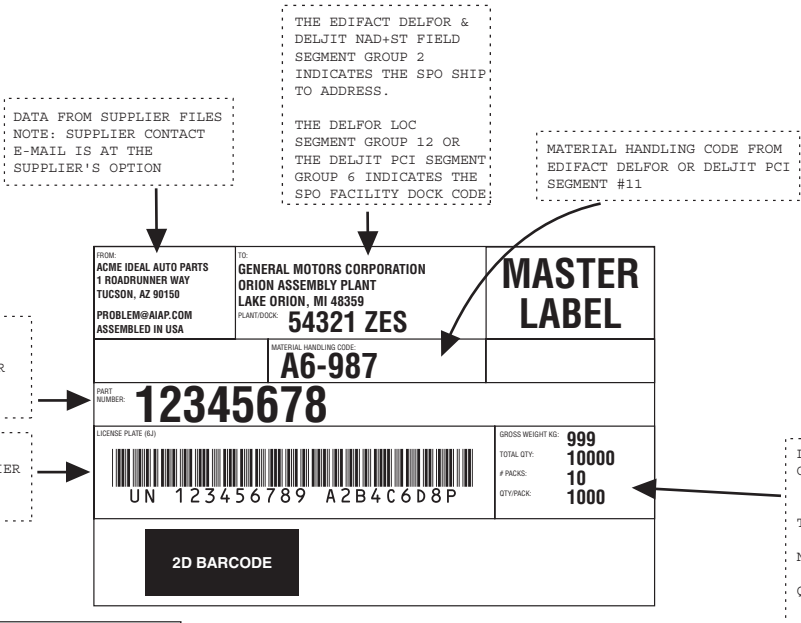 THE EDIFACT DELFOR &
DELJIT NAD+ST FIELD
SEGMENT GROUP 2
INDICATES THE SPO SHIP
TO ADDRESS.
THE DELFOR LOC
SEGMENT GROUP 12 OR
THE DELJIT PCI SEGMENT
GROUP 6 INDICATES THE
SPO FACILITY DOCK CODE
DATA FROM SUPPLIER FILES
NOTE: SUPPLIER CONTACT
E-MAIL IS AT THE
SUPPLIER'S OPTION
MATERIAL HANDLING CODE FROM
EDIFACT DELFOR OR DELJIT PCI
SEGMENT #11
FROM:
ACME IDEAL AUTO PARTS
1 ROADRUNNER WAY
TUCSON, AZ 90150
PROBLEM@AIAP.COM
ASSEMBLED IN USA
TO:
GENERAL MOTORS CORPORATION
ORION ASSEMBLY PLANT
LAKE ORION, MI 48359
PLANT/DOCK: 54321 ZES
MASTER
LABEL
MATERIAL HANDLING CODE:
A6-987
PART
NUMBER: 12345678
LICENSE PLATE (6J)
UN 123456789 A2B4C6D8P
GROSS WEIGHT KG: 999
TOTAL QTY: 10000
# PACKS: 10
QTY/PACK: 1000
2D BARCODE